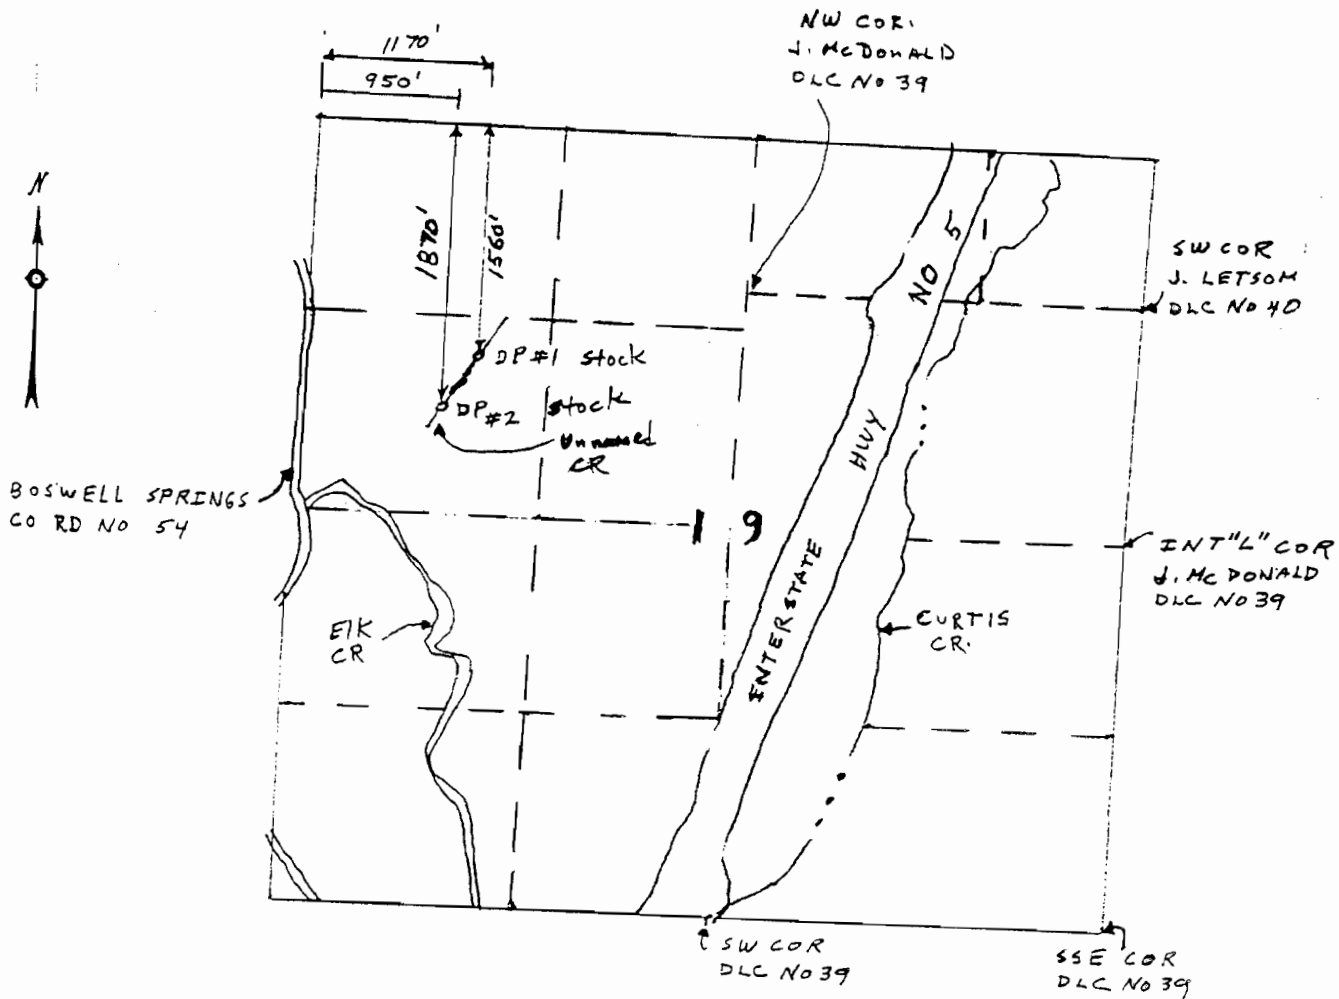 1170'
950'
NW COR.
J. McDONALD
DLC NO 39
N
1870'
1560'
NO 5
SW COR
J. LETSOM
DLC NO 40
DP #1 stock
DP #2 stock
Unnamed
CR
HWY
BOSWELL SPRINGS
CO RD NO 54
19
INT "L" COR
J. McDONALD
DLC NO 39
INTERSTATE
ElK
CR
CURTIS
CR.
SW COR
DLC NO 39
SSE COR
DLC NO 39